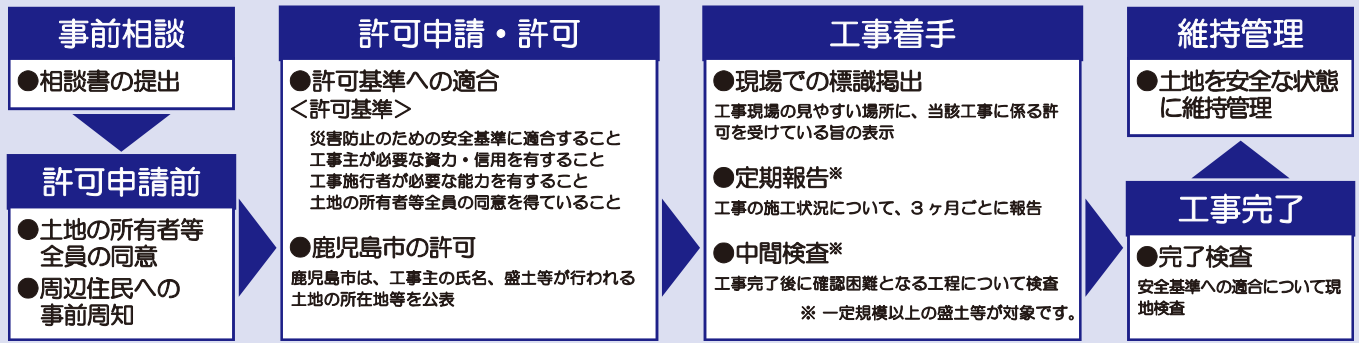 事前相談
●相談書の提出
許可申請前
●土地の所有者等
全員の同意
●周辺住民への
事前周知
許可申請・許可
●許可基準への適合
＜許可基準＞
災害防止のための安全基準に適合すること
工事主が必要な資力・信用を有すること
工事施行者が必要な能力を有すること
土地の所有者等全員の同意を得ていること
●鹿児島市の許可
鹿児島市は、工事主の氏名、盛土等が行われる
土地の所在地等を公表
工事着手
●現場での標識掲出
工事現場の見やすい場所に、当該工事に係る許
可を受けている旨の表示
●定期報告※
工事の施工状況について、3ヶ月ごとに報告
●中間検査※
工事完了後に確認困難となる工程について検査
※ 一定規模以上の盛土等が対象です。
工事完了
●完了検査
安全基準への適合について現
地検査
維持管理
●土地を安全な状態
に維持管理